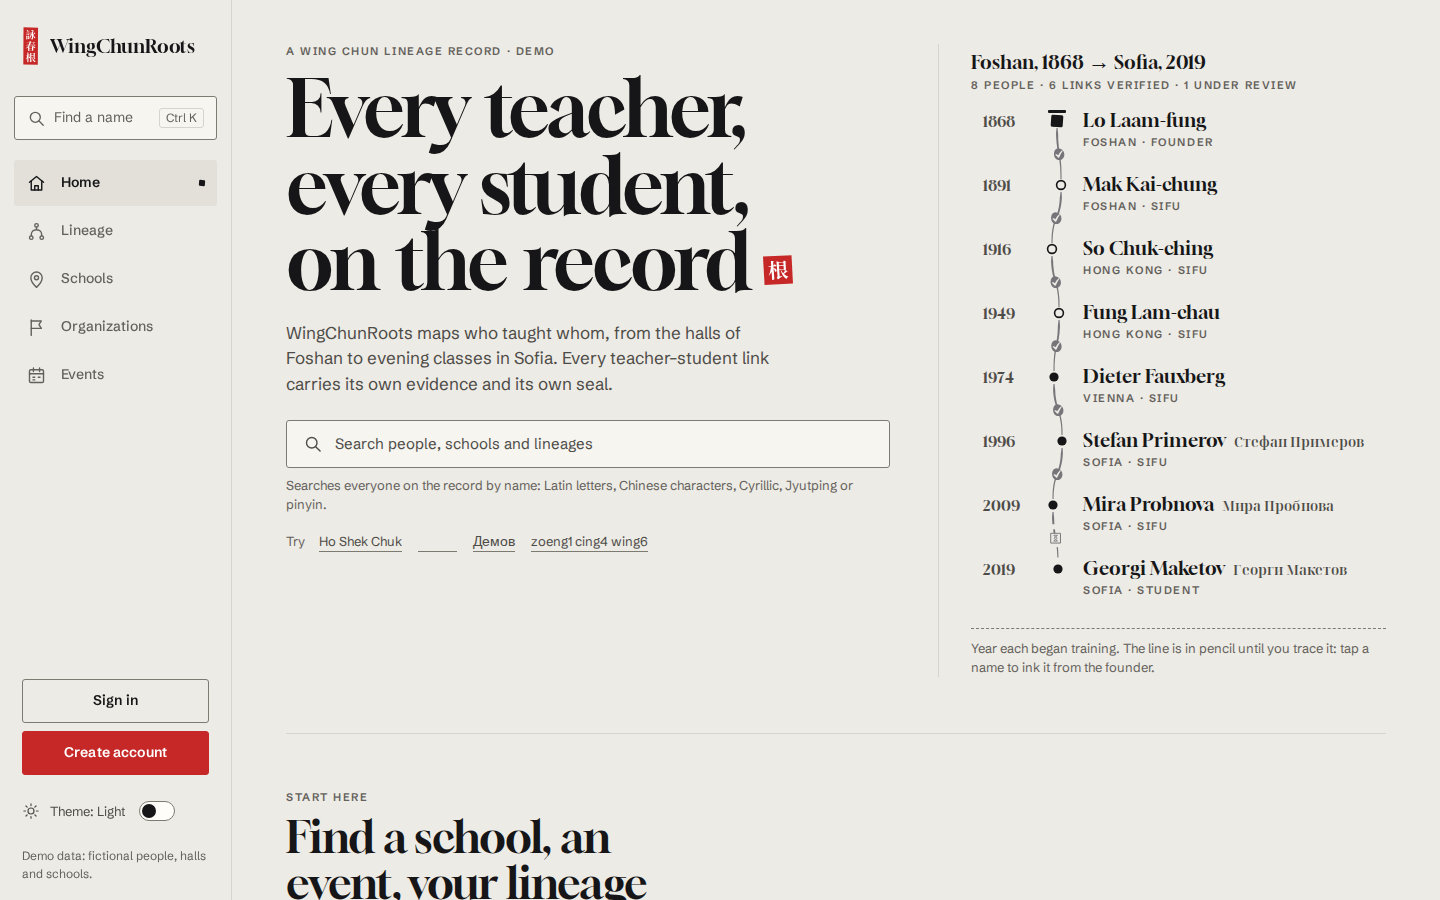 詠春根
WingChunRoots
Find a name
Ctrl K
Home
Lineage
Schools
Organizations
Events
Sign in
Create account
Theme: Light
Demo data: fictional people, halls
and schools.
A WING CHUN LINEAGE RECORD · DEMO
Every teacher,
every student,
on the record 根
WingChunRoots maps who taught whom, from the halls of
Foshan to evening classes in Sofia. Every teacher–student link
carries its own evidence and its own seal.
Search people, schools and lineages
Searches everyone on the record by name: Latin letters, Chinese characters, Cyrillic, Jyutping or
pinyin.
Try Ho Shek Chuk Демов zoeng1 cing4 wing6
Foshan, 1868 → Sofia, 2019
8 PEOPLE · 6 LINKS VERIFIED · 1 UNDER REVIEW
1868 Lo Laam-fung
FOSHAN · FOUNDER
1891 Mak Kai-chung
FOSHAN · SIFU
1916 So Chuk-ching
HONG KONG · SIFU
1949 Fung Lam-chau
HONG KONG · SIFU
1974 Dieter Fauxberg
VIENNA · SIFU
1996 Stefan Primerov Стефан Примеров
SOFIA · SIFU
2009 Mira Probnova Мира Пробнова
SOFIA · SIFU
2019 Georgi Maketov Георги Макетов
SOFIA · STUDENT
Year each began training. The line is in pencil until you trace it: tap a
name to ink it from the founder.
START HERE
Find a school, an
event, your lineage